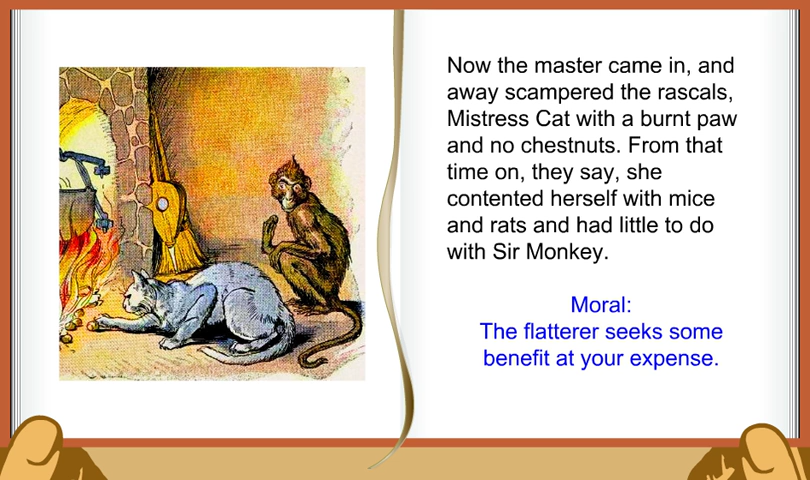 Now the master came in, and
away scampered the rascals,
Mistress Cat with a burnt paw
and no chestnuts. From that
time on, they say, she
contented herself with mice
and rats and had little to do
with Sir Monkey.
Moral:
The flatterer seeks some
benefit at your expense.